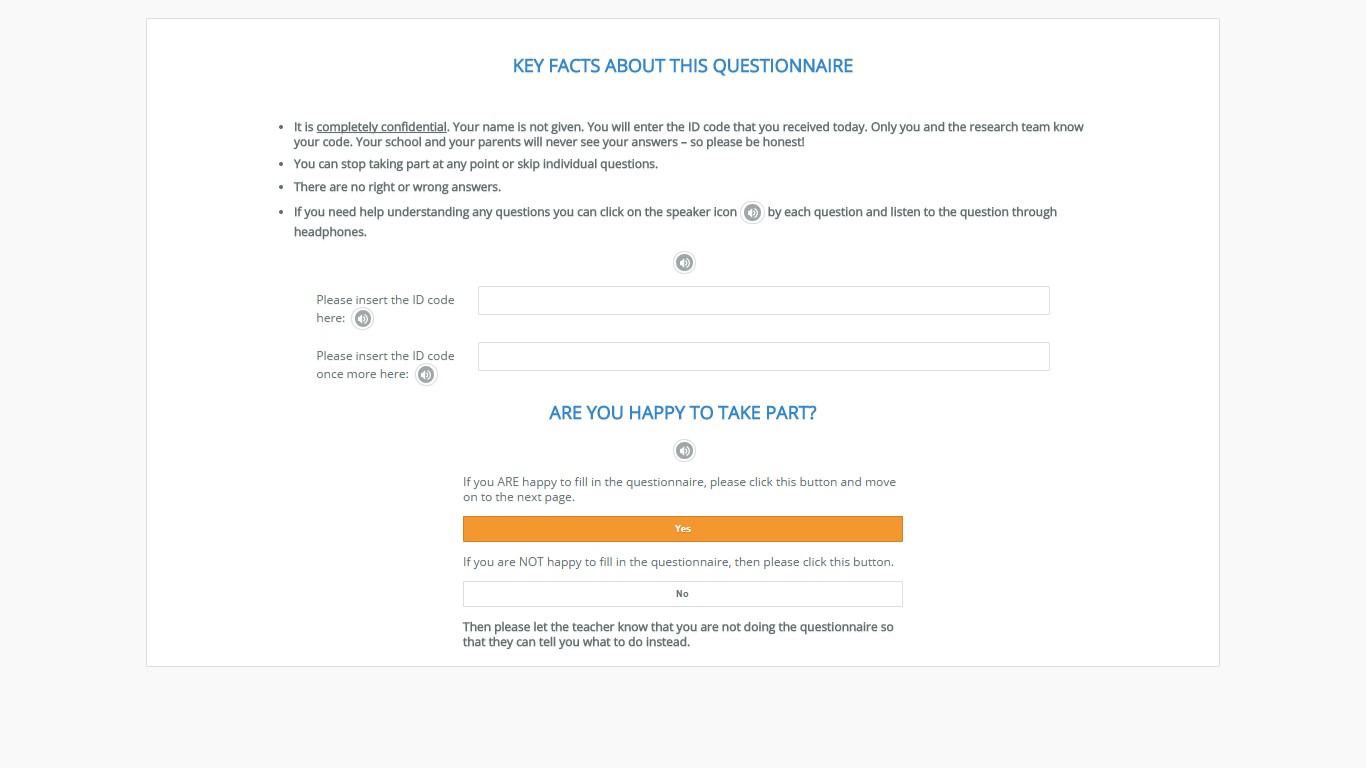 KEY FACTS ABOUT THIS QUESTIONNAIRE
• It is completely confidential. Your name is not given. You will enter the ID code that you received today. Only you and the research team know
your code. Your school and your parents will never see your answers – so please be honest!
• You can stop taking part at any point or skip individual questions.
• There are no right or wrong answers.
• If you need help understanding any questions you can click on the speaker icon by each question and listen to the question through
headphones.
Please insert the ID code
here:
Please insert the ID code
once more here:
ARE YOU HAPPY TO TAKE PART?
If you ARE happy to fill in the questionnaire, please click this button and move
on to the next page.
Yes
If you are NOT happy to fill in the questionnaire, then please click this button.
No
Then please let the teacher know that you are not doing the questionnaire so
that they can tell you what to do instead.